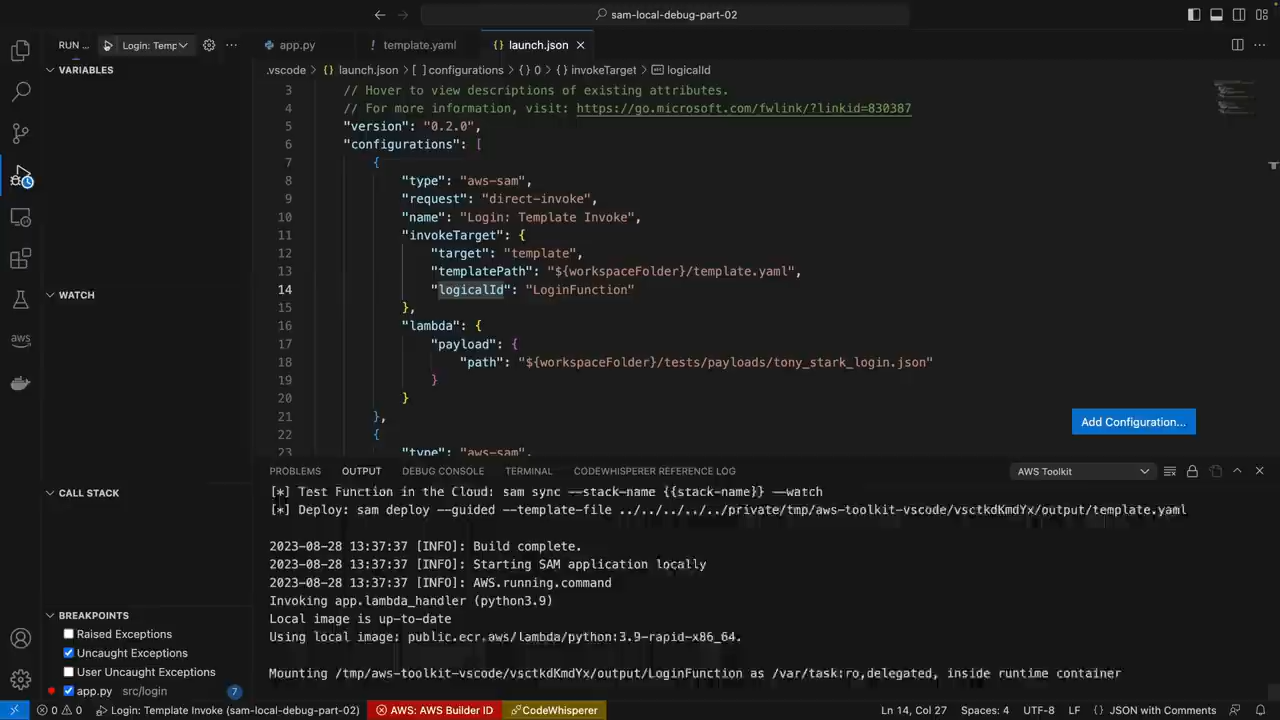 sam-local-debug-part-02
RUN ...
Login: Temp
app.py
template.yaml
launch.json
.vscode > launch.json > [ ] configurations > {} 0 > {} invokeTarget > logicalId
VARIABLES
WATCH
CALL STACK
BREAKPOINTS
Raised Exceptions
Uncaught Exceptions
User Uncaught Exceptions
app.py src/login 7
3 // Hover to view descriptions of existing attributes.
4 // For more information, visit: https://go.microsoft.com/fwlink/?linkid=830387
5 "version": "0.2.0",
6 "configurations": [
7 {
8 "type": "aws-sam",
9 "request": "direct-invoke",
10 "name": "Login: Template Invoke",
11 "invokeTarget": {
12 "target": "template",
13 "templatePath": "${workspaceFolder}/template.yaml",
14 "logicalId": "LoginFunction"
15 },
16 "lambda": {
17 "payload": {
18 "path": "${workspaceFolder}/tests/payloads/tony_stark_login.json"
19 }
20 }
21 },
22 {
23 "type": "aws-sam",
Add Configuration...
PROBLEMS OUTPUT DEBUG CONSOLE TERMINAL CODEWHISPERER REFERENCE LOG
AWS Toolkit
[*] Test Function in the Cloud: sam sync --stack-name {{stack-name}} --watch
[*] Deploy: sam deploy --guided --template-file ../../../../../private/tmp/aws-toolkit-vscode/vsctkdKmdYx/output/template.yaml
2023-08-28 13:37:37 [INFO]: Build complete.
2023-08-28 13:37:37 [INFO]: Starting SAM application locally
2023-08-28 13:37:37 [INFO]: AWS.running.command
Invoking app.lambda_handler (python3.9)
Local image is up-to-date
Using local image: public.ecr.aws/lambda/python:3.9-rapid-x86_64.
Mounting /tmp/aws-toolkit-vscode/vsctkdKmdYx/output/LoginFunction as /var/task:ro,delegated, inside runtime container
aws
0 0 Login: Template Invoke (sam-local-debug-part-02) AWS: AWS Builder ID CodeWhisperer Ln 14, Col 27 Spaces: 4 UTF-8 LF {} JSON with Comments